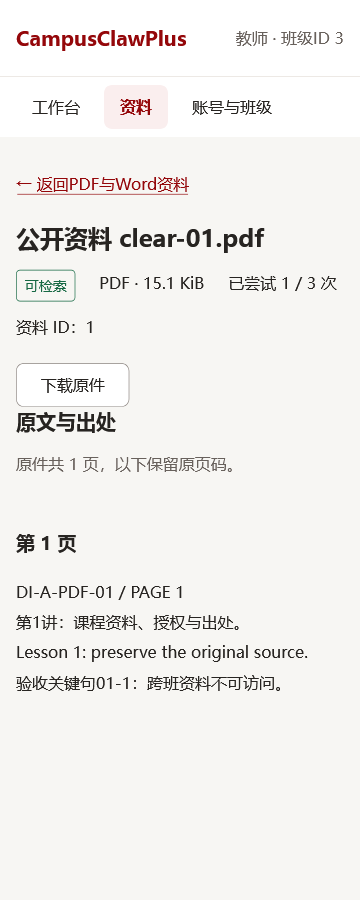 CampusClawPlus
教师 · 班级ID 3
工作台 资料 账号与班级
← 返回PDF与Word资料
公开资料 clear-01.pdf
可检索 PDF · 15.1 KiB 已尝试 1 / 3 次
资料 ID：1
下载原件
原文与出处
原件共 1 页，以下保留原页码。
第 1 页
DI-A-PDF-01 / PAGE 1
第1讲：课程资料、授权与出处。
Lesson 1: preserve the original source.
验收关键句01-1：跨班资料不可访问。